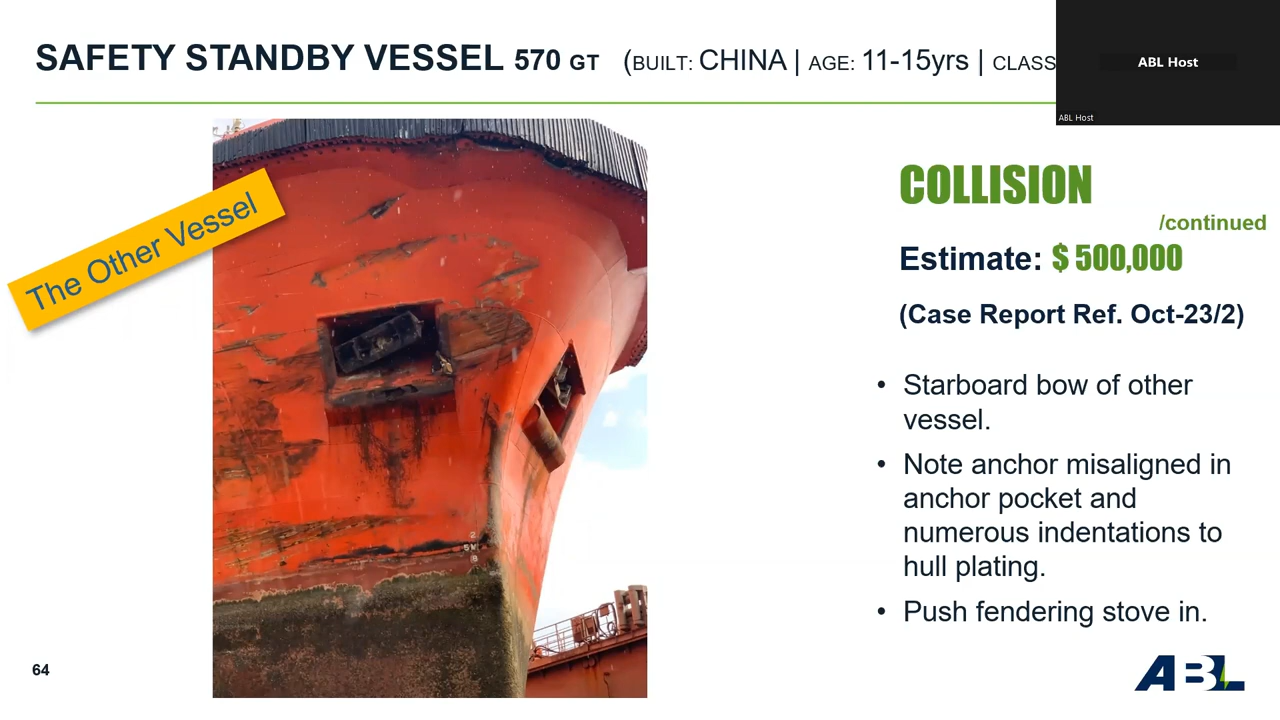 SAFETY STANDBY VESSEL 570 GT (BUILT: CHINA | AGE: 11-15yrs | CLASS
ABL Host
ABL Host
The Other Vessel
COLLISION
/continued
Estimate: $ 500,000
(Case Report Ref. Oct-23/2)
• Starboard bow of other
vessel.
• Note anchor misaligned in
anchor pocket and
numerous indentations to
hull plating.
• Push fendering stove in.
64
ABL